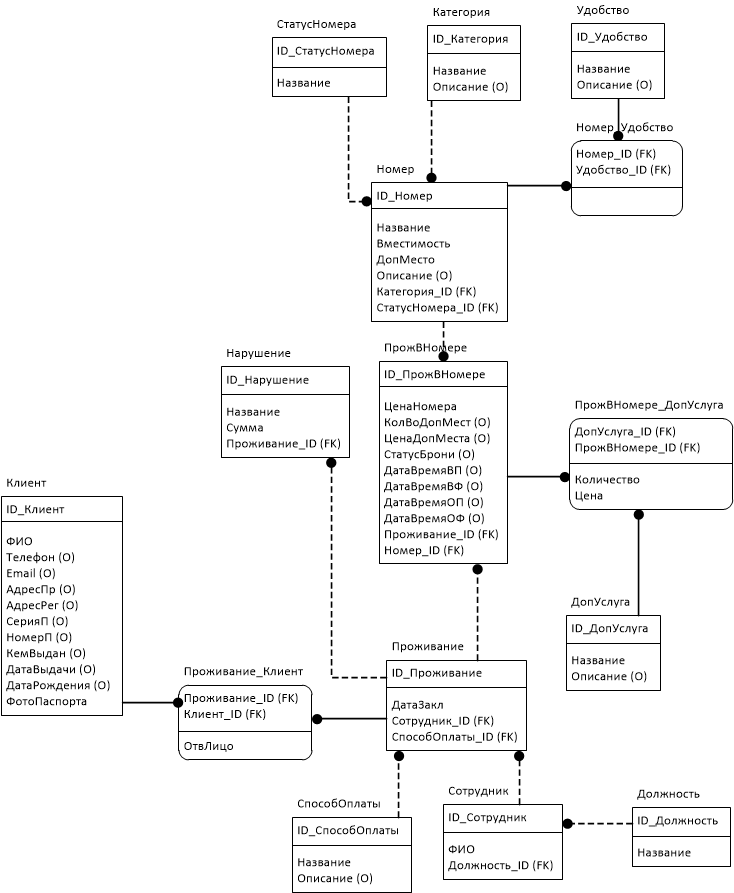 СтатусНомера
ID_СтатусНомера
Название
Категория
ID_Категория
Название
Описание (О)
Удобство
ID_Удобство
Название
Описание (О)
Номер_Удобство
Номер_ID (FK)
Удобство_ID (FK)
Номер
ID_Номер
Название
Вместимость
ДопМесто
Описание (О)
Категория_ID (FK)
СтатусНомера_ID (FK)
Нарушение
ID_Нарушение
Название
Сумма
Проживание_ID (FK)
ПрожВНомере
ID_ПрожВНомере
ЦенаНомера
КолВоДопМест (О)
ЦенаДопМеста (О)
СтатусБрони (О)
ДатаВремяВП (О)
ДатаВремяВФ (О)
ДатаВремяОП (О)
ДатаВремяОФ (О)
Проживание_ID (FK)
Номер_ID (FK)
ПрожВНомере_ДопУслуга
ДопУслуга_ID (FK)
ПрожВНомере_ID (FK)
Количество
Цена
Клиент
ID_Клиент
ФИО
Телефон (О)
Email (О)
АдресПр (О)
АдресРег (О)
СерияП (О)
НомерП (О)
КемВыдан (О)
ДатаВыдачи (О)
ДатаРождения (О)
ФотоПаспорта
ДопУслуга
ID_ДопУслуга
Название
Описание (О)
Проживание_Клиент
Проживание_ID (FK)
Клиент_ID (FK)
ОтвЛицо
Проживание
ID_Проживание
ДатаЗакл
Сотрудник_ID (FK)
СпособОплаты_ID (FK)
СпособОплаты
ID_СпособОплаты
Название
Описание (О)
Сотрудник
ID_Сотрудник
ФИО
Должность_ID (FK)
Должность
ID_Должность
Название